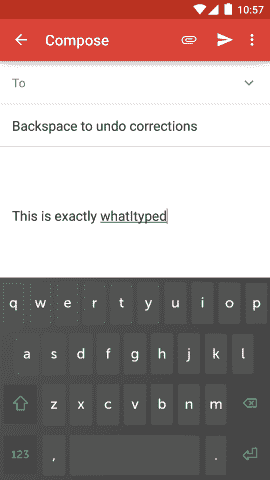 10:57
Compose
To
Backspace to undo corrections
This is exactly whatItyped
q w e r t y u i o p
a s d f g h j k l
z x c v b n m
123 , .